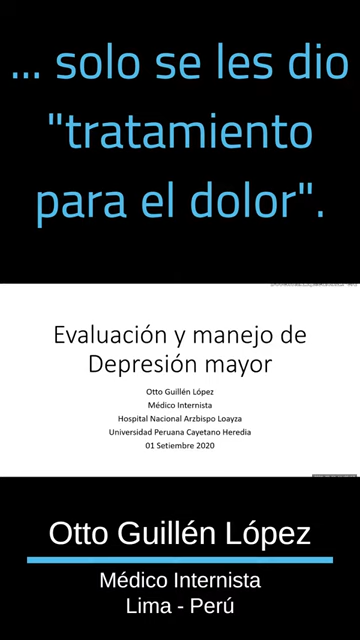 ... solo se les dio
"tratamiento
para el dolor".
Evaluación y manejo de
Depresión mayor
Otto Guillén López
Médico Internista
Hospital Nacional Arzbispo Loayza
Universidad Peruana Cayetano Heredia
01 Setiembre 2020
Otto Guillén López
Médico Internista
Lima - Perú